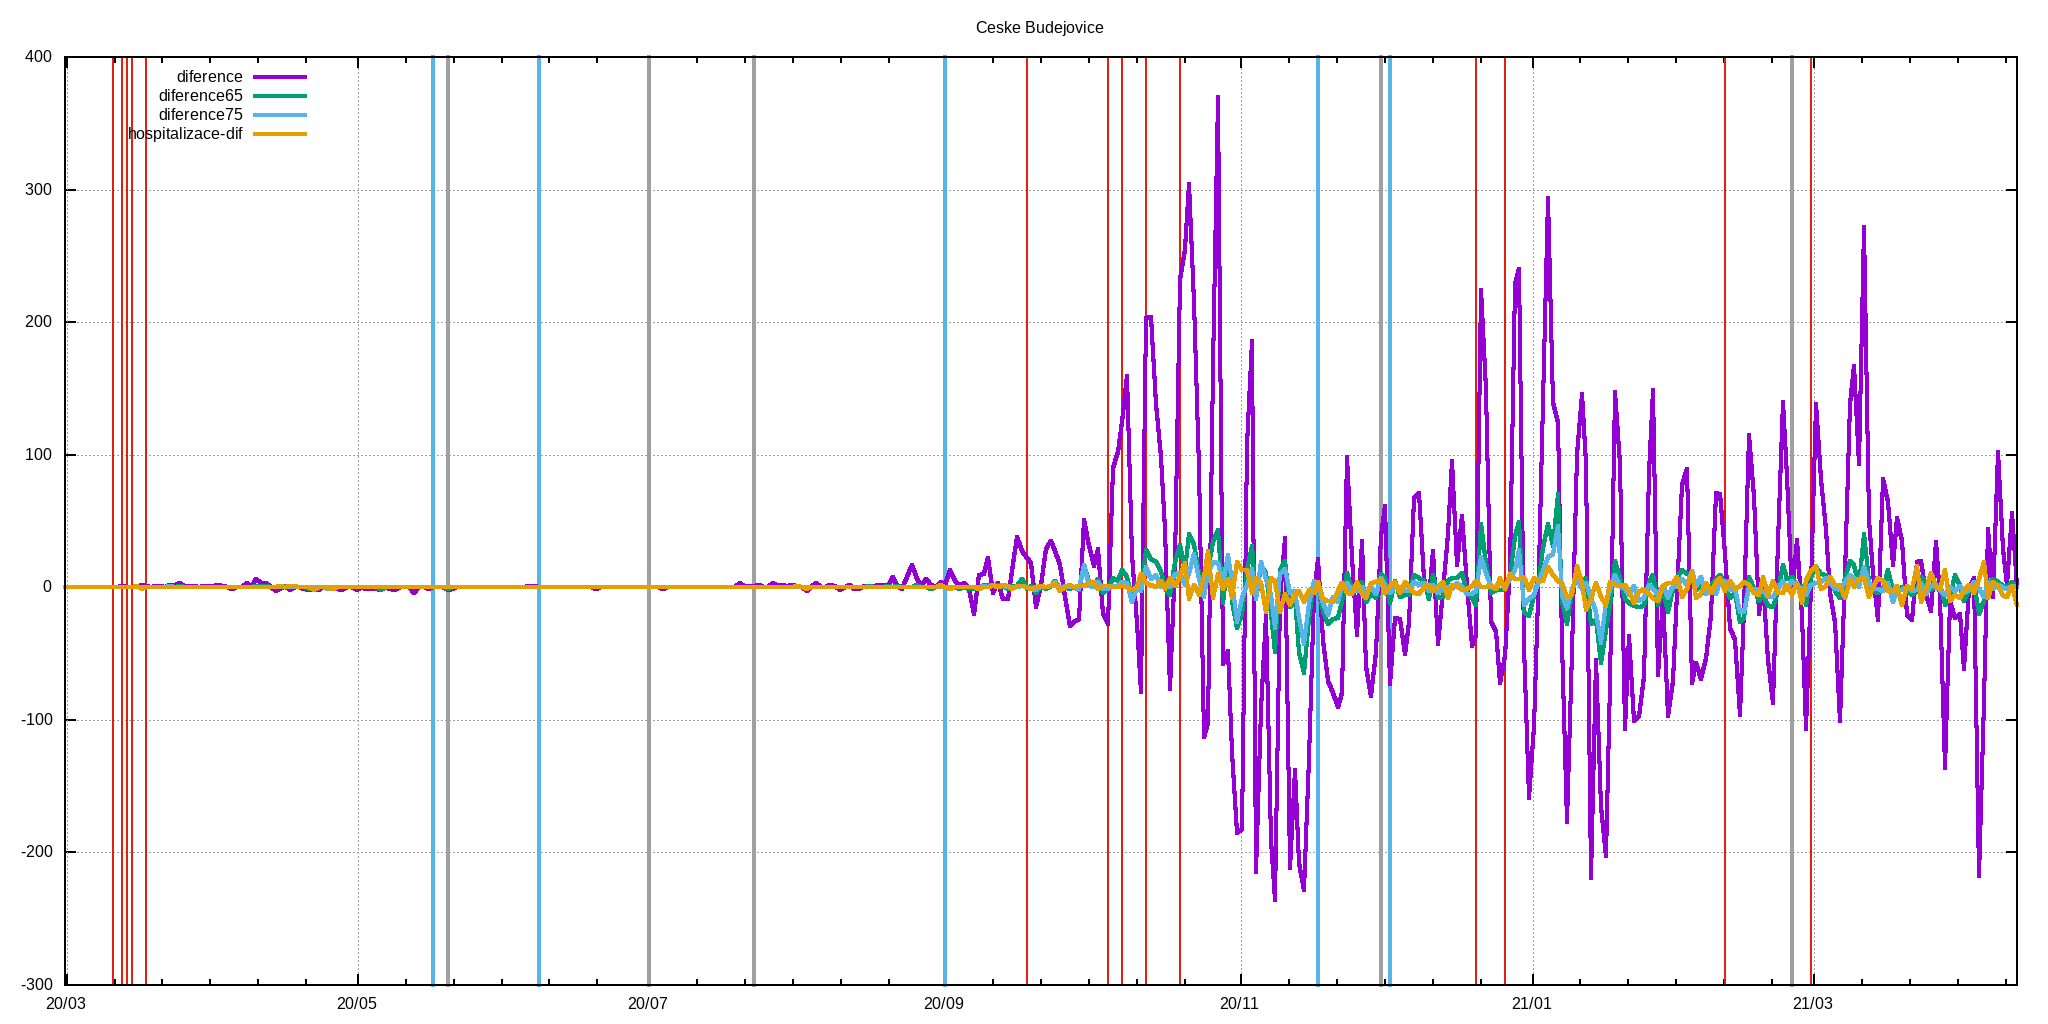 Ceske Budejovice
400
300
200
100
0
-100
-200
-300
diference
diference65
diference75
hospitalizace-dif
20/03 20/05 20/07 20/09 20/11 21/01 21/03